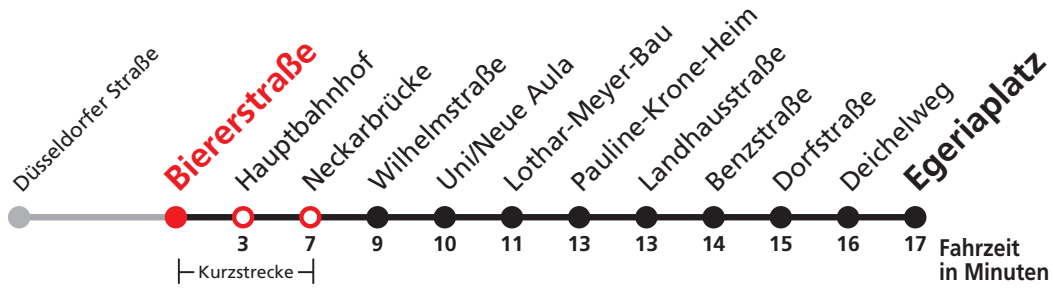 Düsseldorfer Straße
Biererstraße
Hauptbahnhof
Neckarbrücke
Wilhelmstraße
Uni/Neue Aula
Lothar-Meyer-Bau
Pauline-Krone-Heim
Landhausstraße
Benzstraße
Dorfstraße
Deichelweg
Egeriaplatz
3 7 9 10 11 13 13 14 15 16 17
Fahrzeit
in Minuten
Kurzstrecke